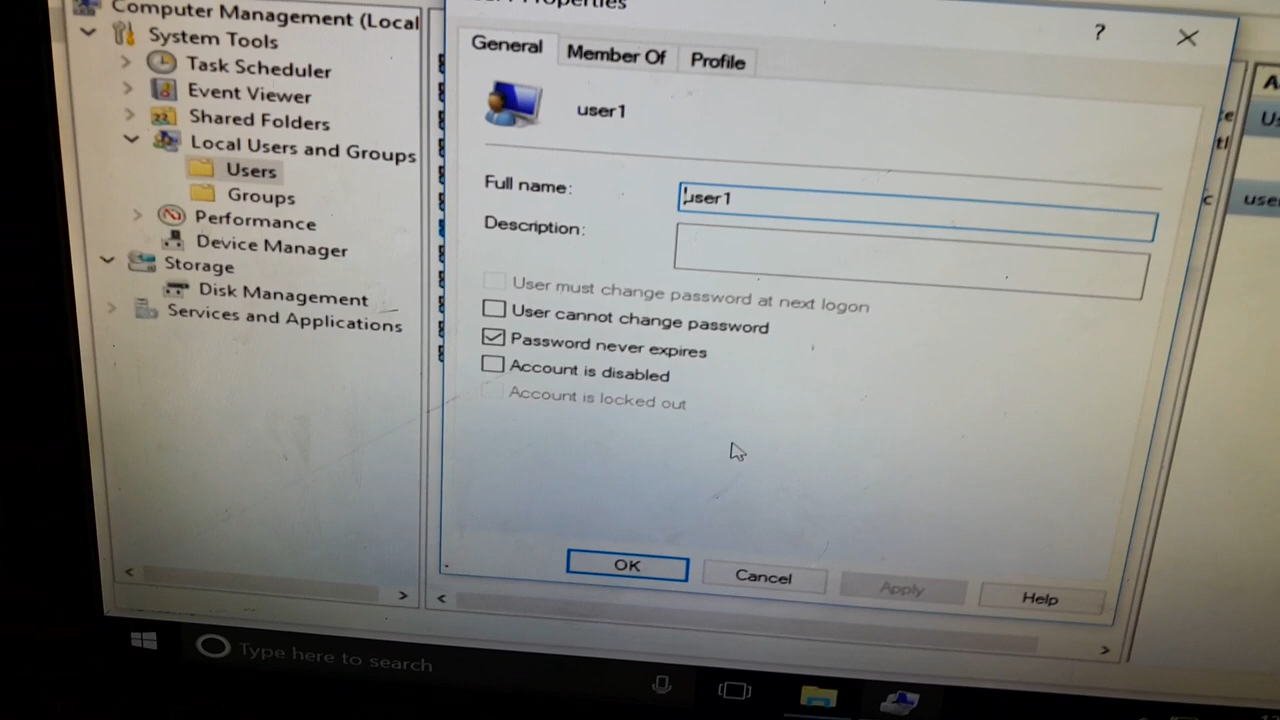 Computer Management (Local
System Tools
Task Scheduler
Event Viewer
Shared Folders
Local Users and Groups
Users
Groups
Performance
Device Manager
Storage
Disk Management
Services and Applications
Properties
?
General
Member Of
Profile
user1
Full name:
user1
Description:
User must change password at next logon
User cannot change password
Password never expires
Account is disabled
Account is locked out
OK
Cancel
Apply
Help
Type here to search